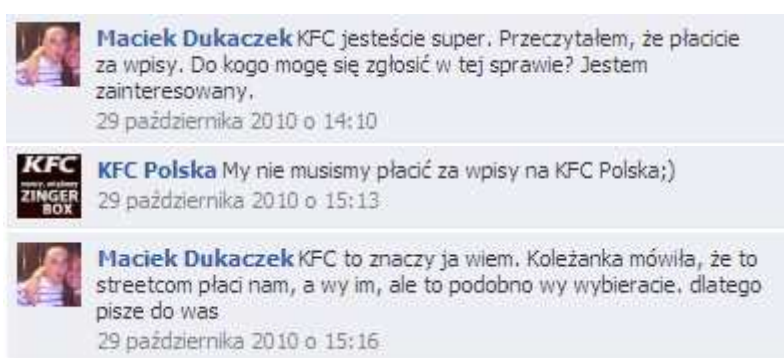 Maciek Dukaczek KFC jesteście super. Przeczytałem, że płacicie
za wpisy. Do kogo mogę się zgłosić w tej sprawie? Jestem
zainteresowany.
29 października 2010 o 14:10
KFC
ZINGER
BOX
KFC Polska My nie musismy płacić za wpisy na KFC Polska;)
29 października 2010 o 15:13
Maciek Dukaczek KFC to znaczy ja wiem. Koleżanka mówiła, że to
streetcom płaci nam, a wy im, ale to podobno wy wybieracie. dlatego
pisze do was
29 października 2010 o 15:16